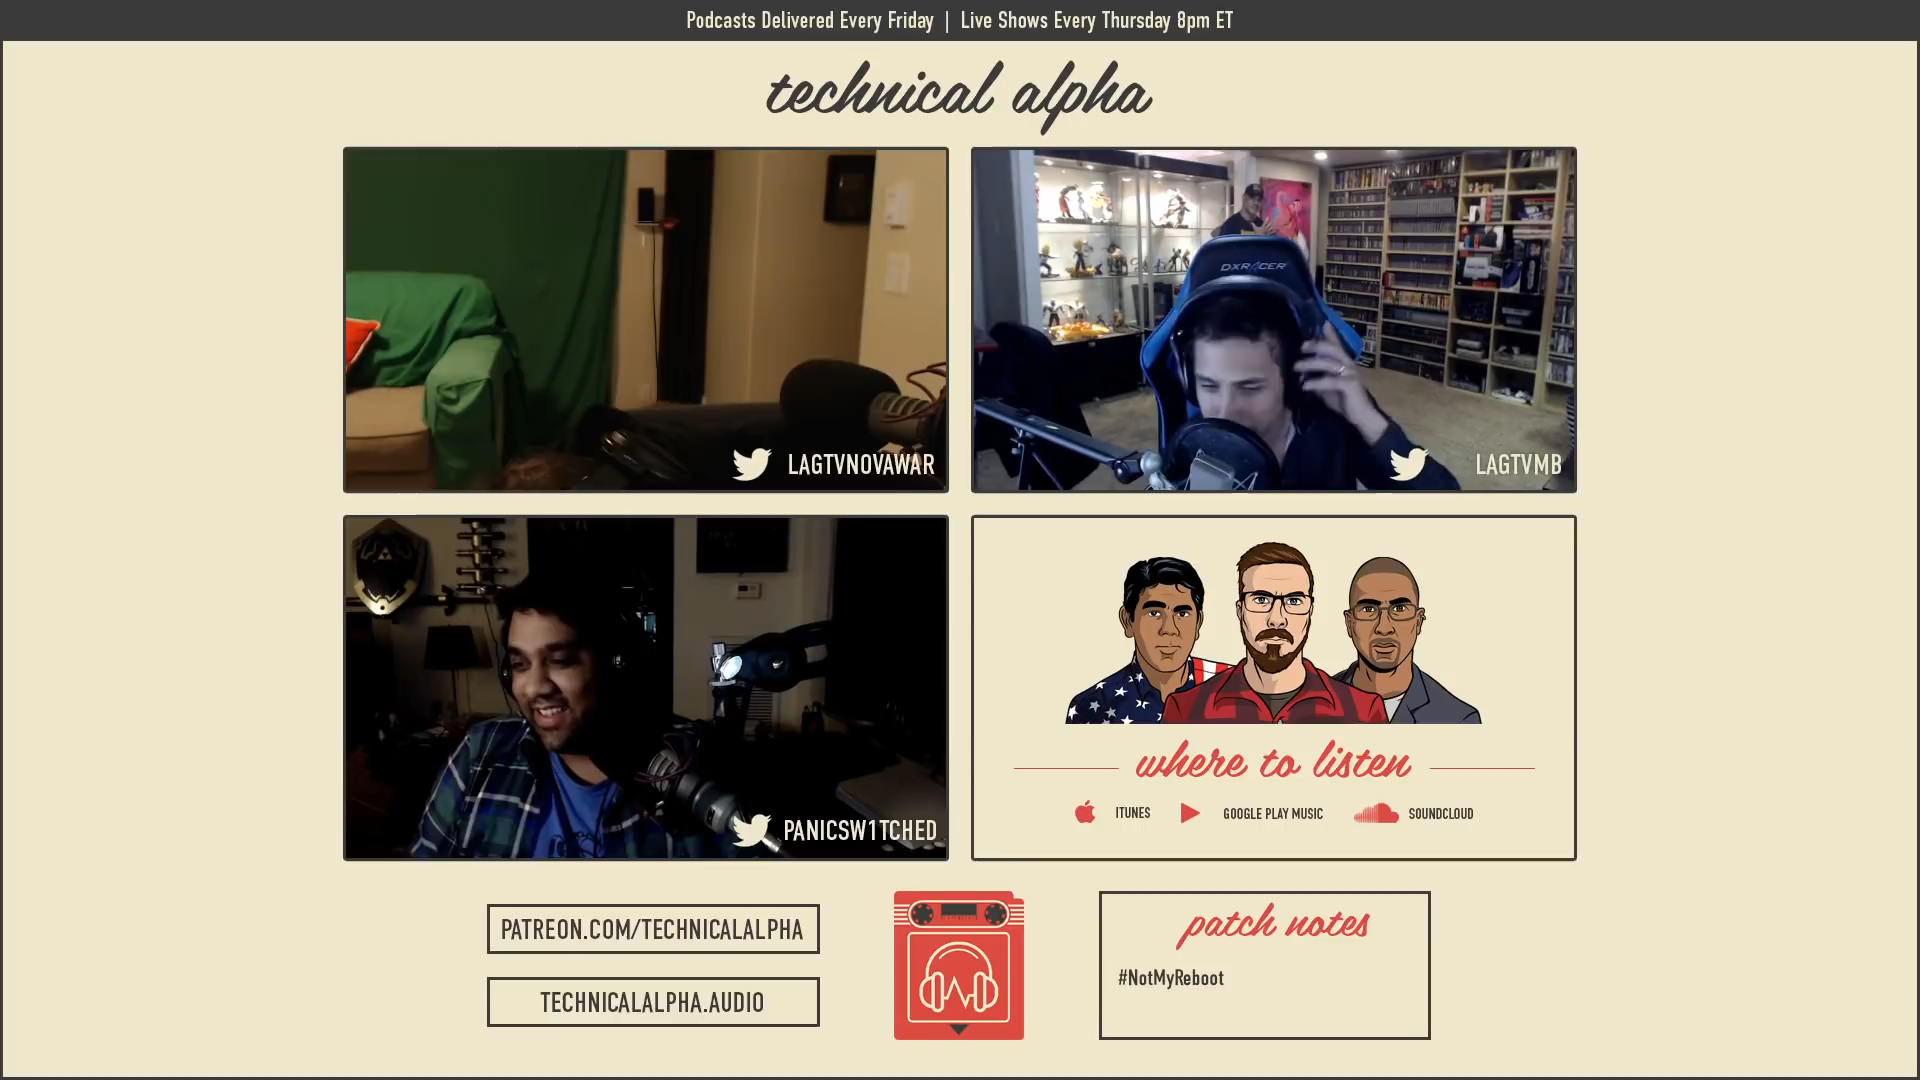 Podcasts Delivered Every Friday | Live Shows Every Thursday 8pm ET
technical alpha
LAGTVNOVAWAR
DXRACER
LAGTVMB
PANICSW1TCHED
where to listen
ITUNES
GOOGLE PLAY MUSIC
SOUNDCLOUD
PATREON.COM/TECHNICALALPHA
TECHNICALALPHA.AUDIO
patch notes
#NotMyReboot